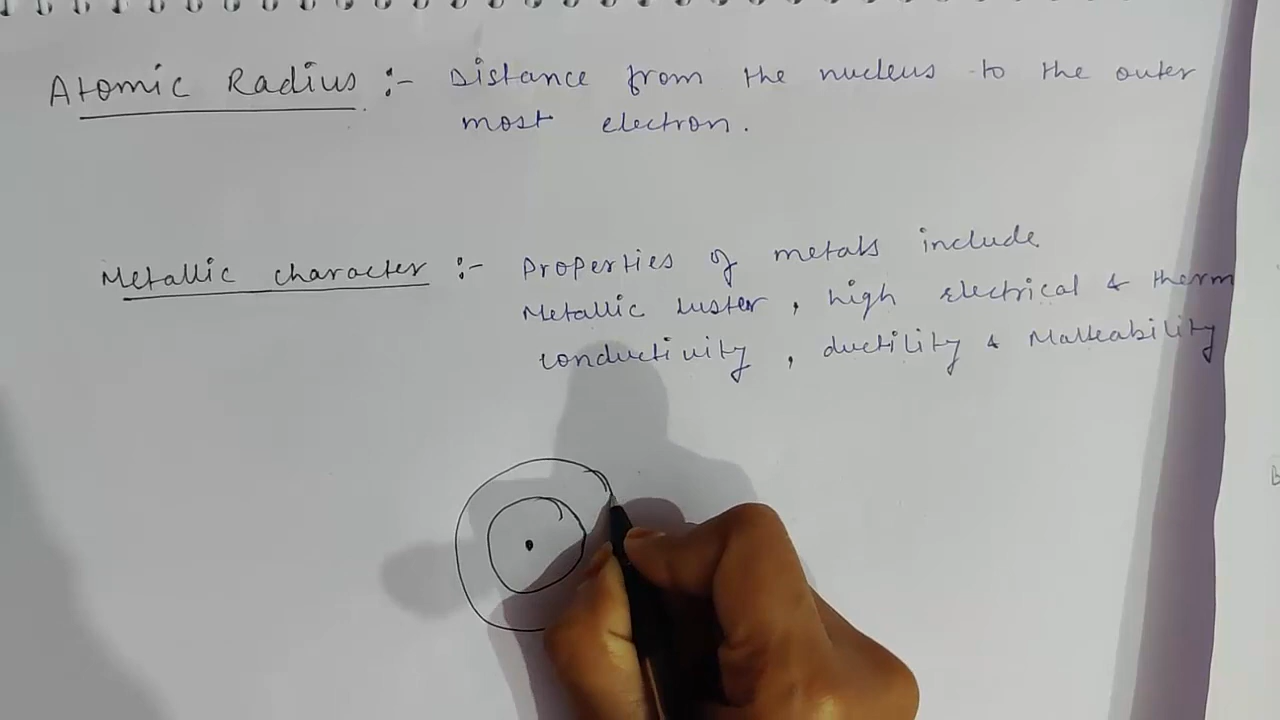 Atomic Radius :- Distance from the nucleus to the outer
most electron.
Metallic character :- Properties of metals include
Metallic luster, high electrical & therm
conductivity, ductility & Malleability